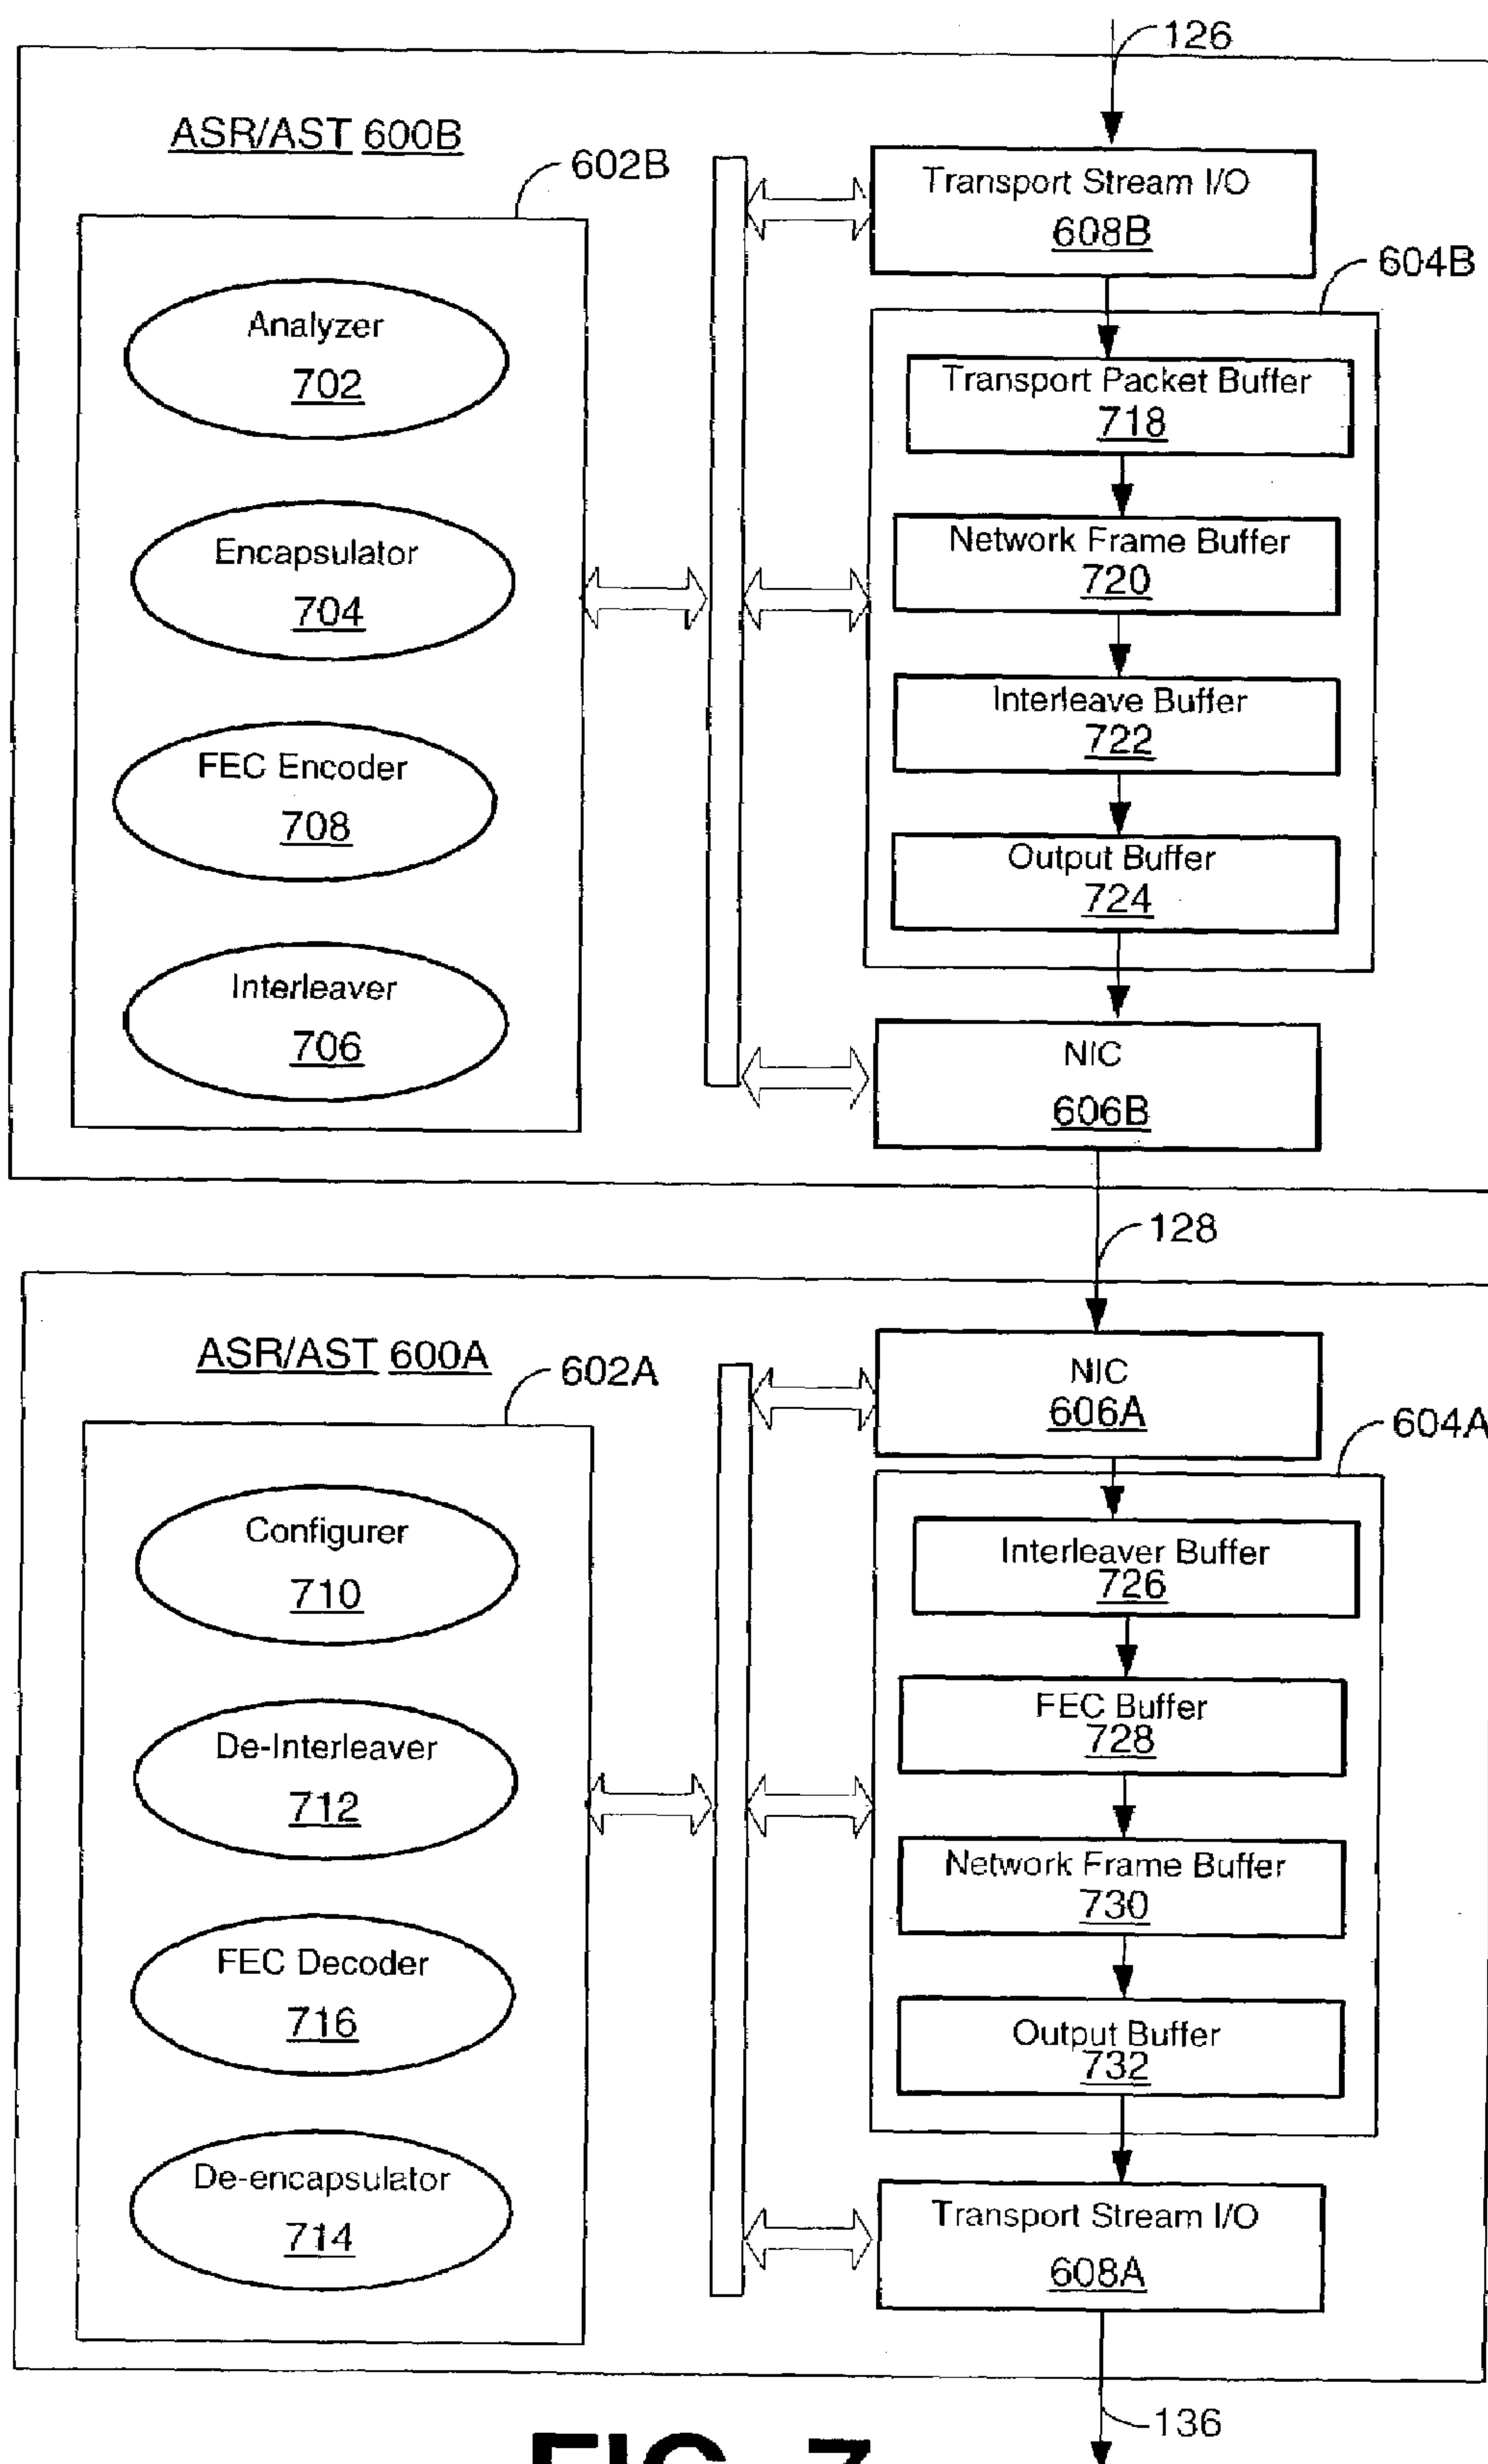 126
ASR/AST 600B
602B
Transport Stream I/O
608B
604B
Analyzer
702
Transport Packet Buffer
718
Encapsulator
704
Network Frame Buffer
720
Interleave Buffer
722
FEC Encoder
708
Output Buffer
724
Interleaver
706
NIC
606B
128
ASR/AST 600A
602A
NIC
606A
604A
Configurer
710
Interleaver Buffer
726
De-Interleaver
712
FEC Buffer
728
Network Frame Buffer
730
FEC Decoder
716
Output Buffer
732
De-encapsulator
714
Transport Stream I/O
608A
136
FIG. 7